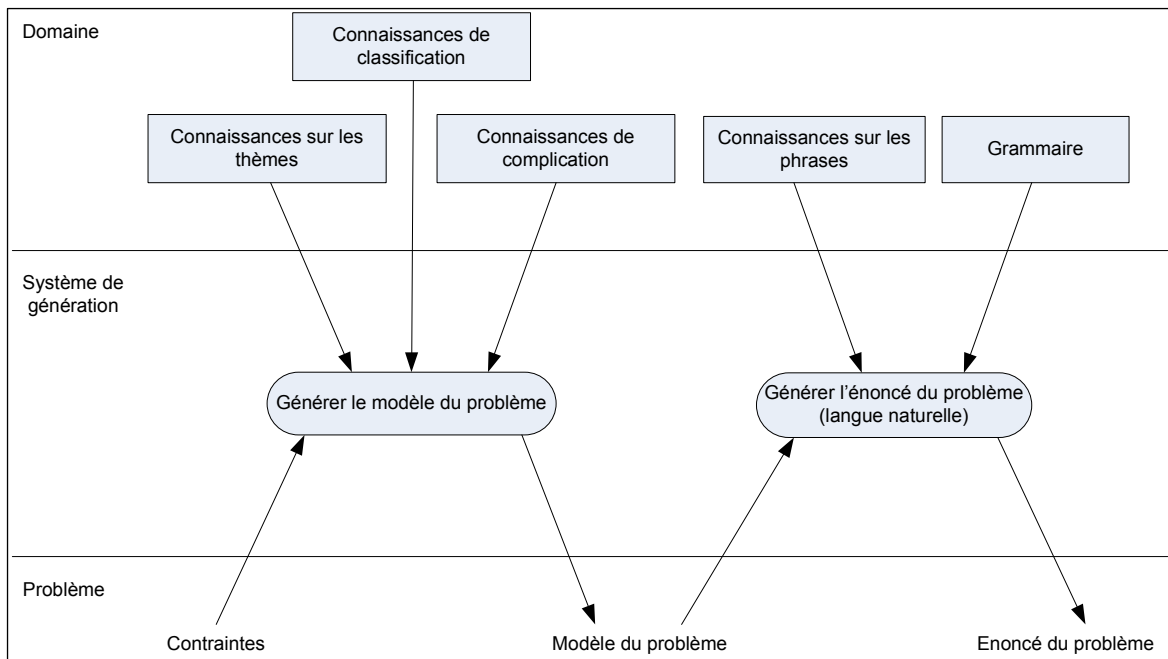 Domaine
Connaissances de
classification
Connaissances sur les
thèmes
Connaissances de
complication
Connaissances sur les
phrases
Grammaire
Système de
génération
Générer le modèle du problème
Générer l’énoncé du problème
(langue naturelle)
Problème
Contraintes
Modèle du problème
Enoncé du problème